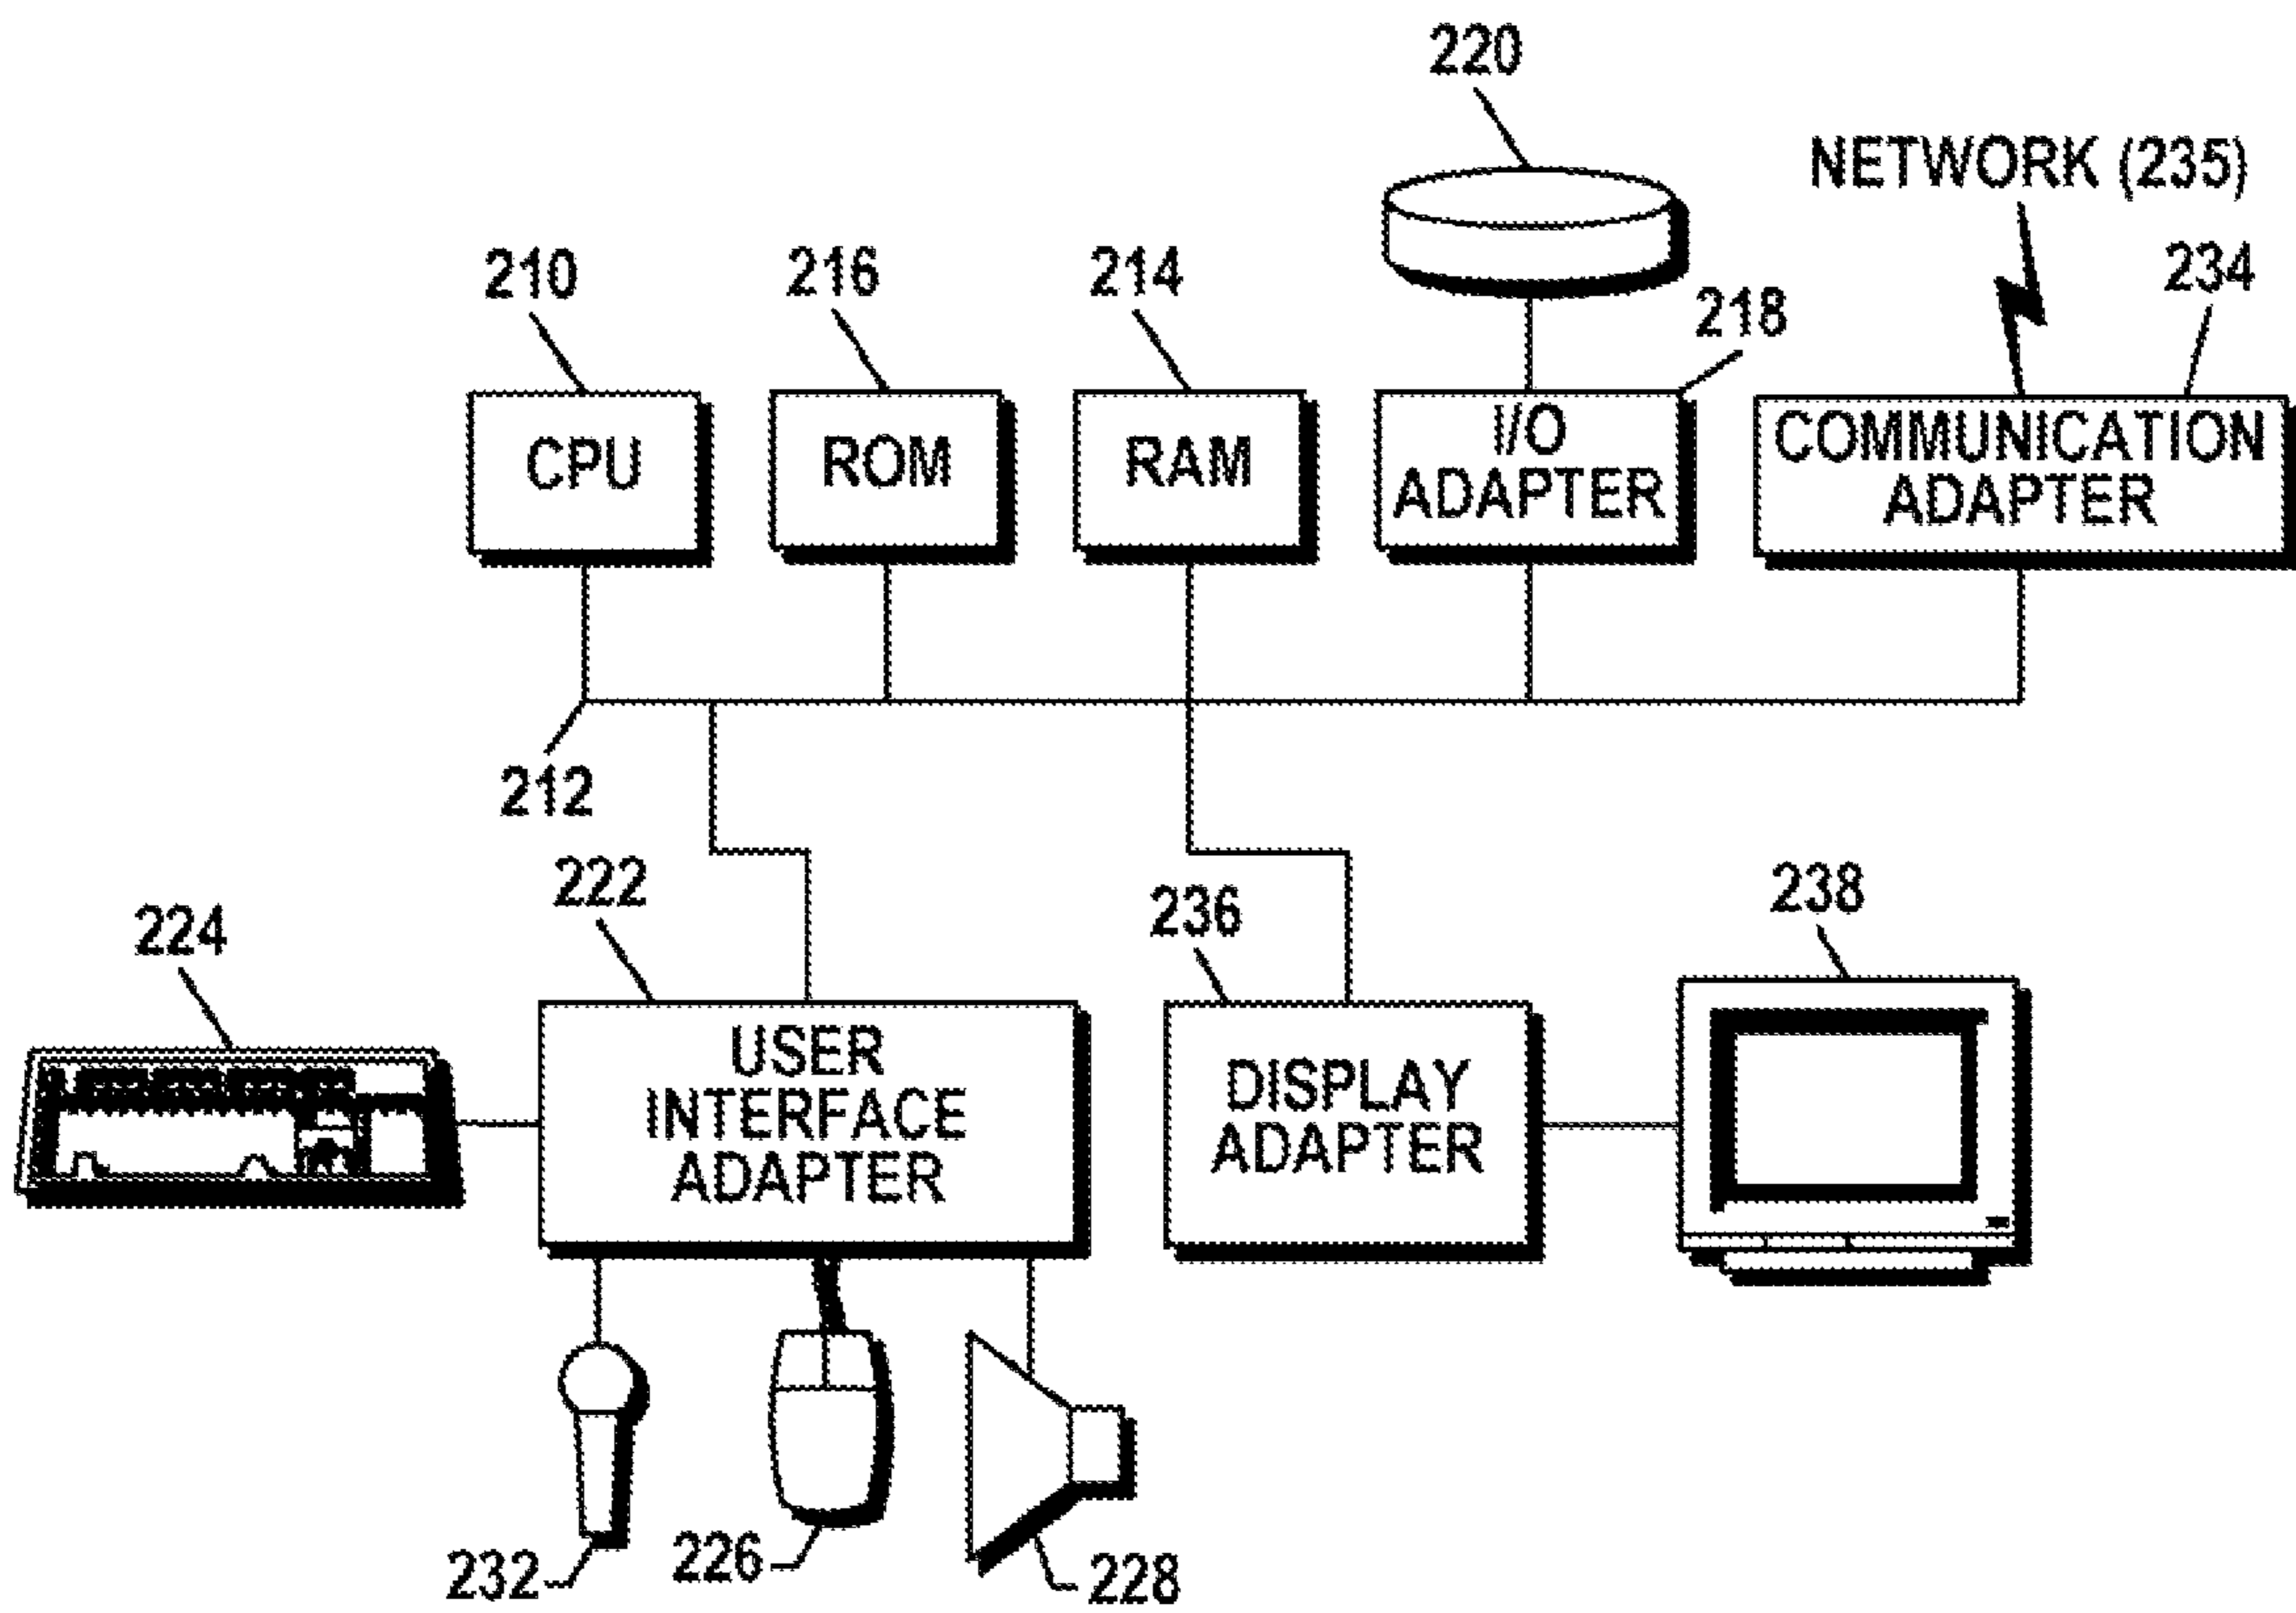 220
NETWORK (235)
210
216
214
218
234
CPU
ROM
RAM
I/O
ADAPTER
COMMUNICATION
ADAPTER
212
222
224
236
238
USER
INTERFACE
ADAPTER
DISPLAY
ADAPTER
232
226
228